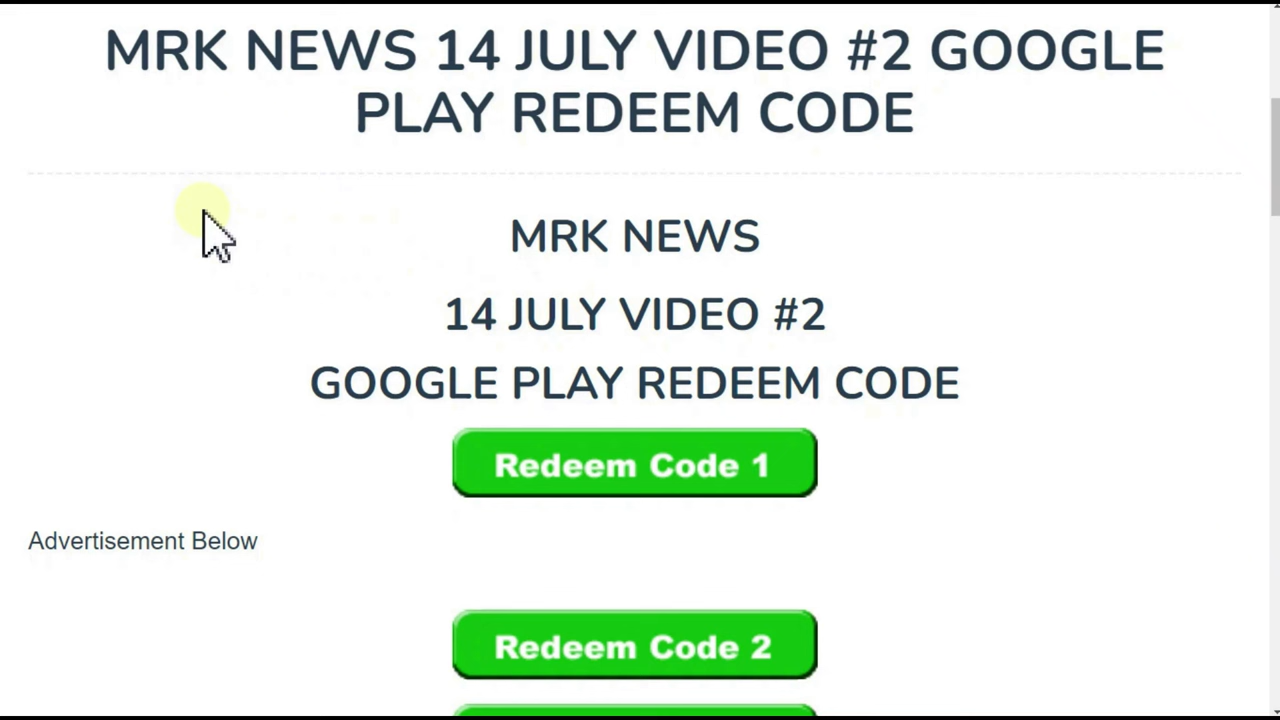 MRK NEWS 14 JULY VIDEO #2 GOOGLE
PLAY REDEEM CODE
MRK NEWS
14 JULY VIDEO #2
GOOGLE PLAY REDEEM CODE
Redeem Code 1
Advertisement Below
Redeem Code 2